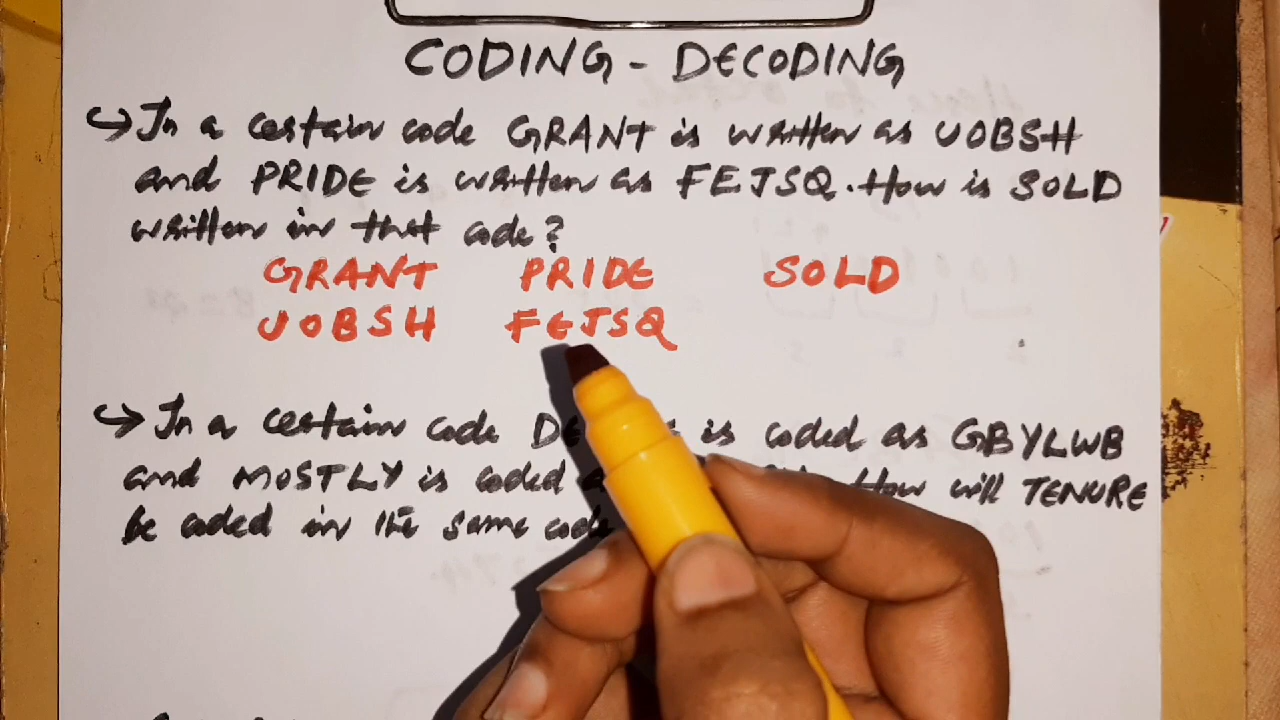 CODING - DECODING
In a certain code GRANT is written as UOBSH
and PRIDE is written as FEJSQ. How is SOLD
written in that code?
GRANT PRIDE SOLD
UOBSH FEJSQ
In a certain code is coded as GBYLWB
and MOSTLY is coded How will TENURE
be coded in the same code